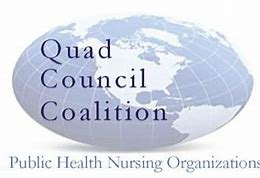 Quad
Council
Coalition
Public Health Nursing Organizations